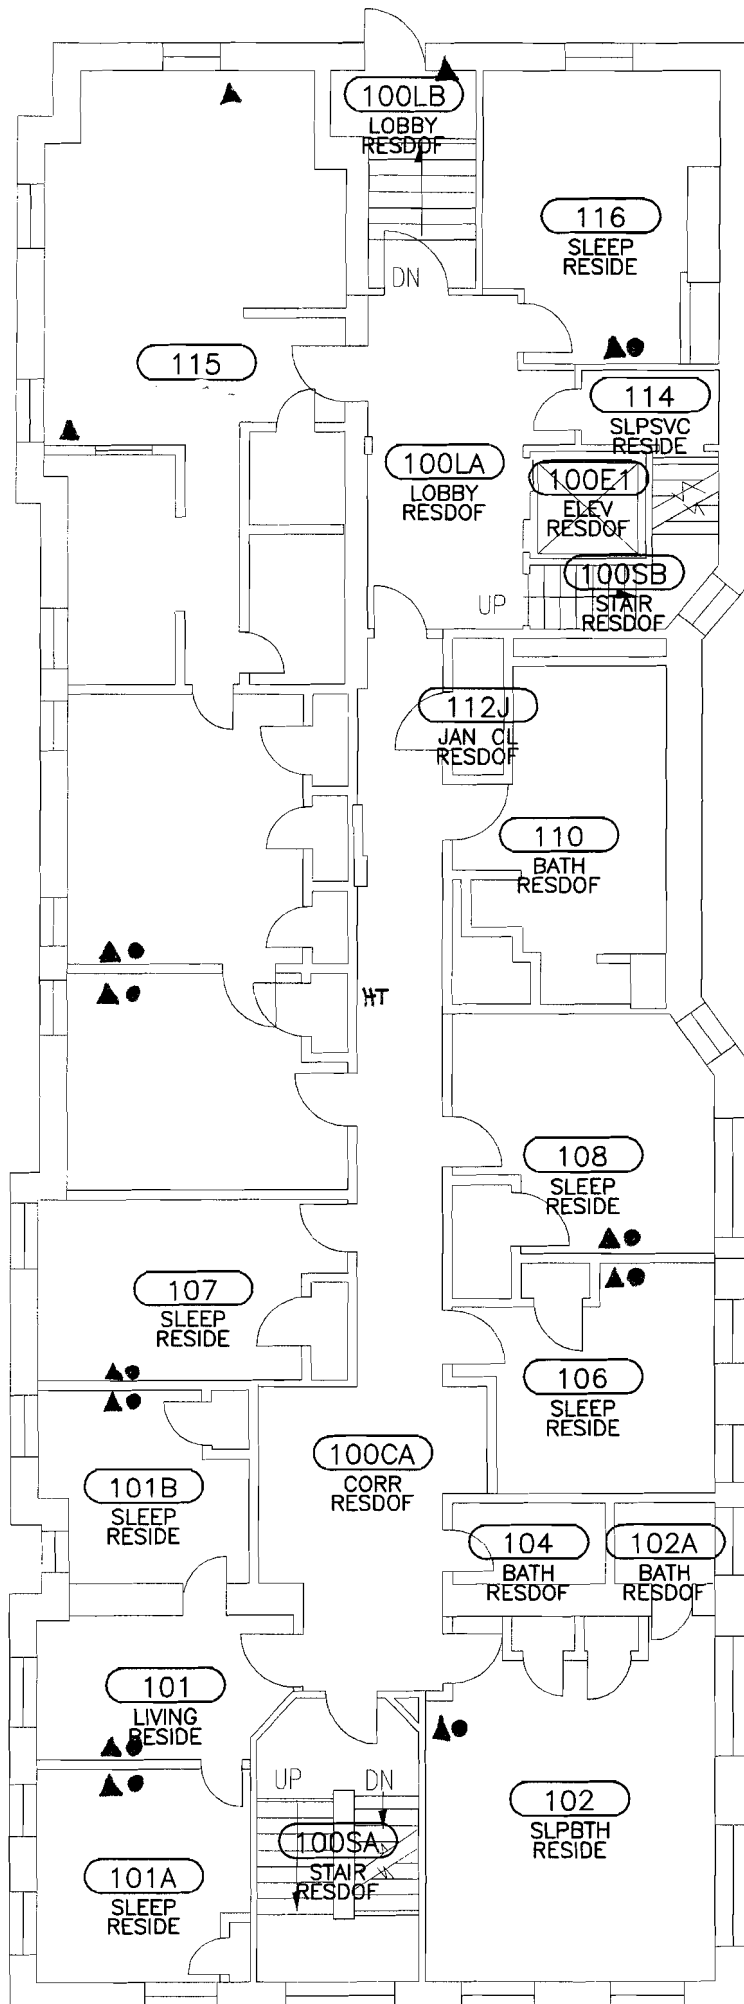 100LB
LOBBY
RESDOF
116
SLEEP
RESIDE
DN
115
114
SLPSVC
RESIDE
100LA
LOBBY
RESDOF
100E1
ELEV
RESDOF
100SB
STAIR
RESDOF
UP
112J
JAN CL
RESDOF
110
BATH
RESDOF
HT
108
SLEEP
RESIDE
107
SLEEP
RESIDE
106
SLEEP
RESIDE
100CA
CORR
RESDOF
101B
SLEEP
RESIDE
104
BATH
RESDOF
102A
BATH
RESDOF
101
LIVING
RESIDE
UP
DN
102
SLPBTH
RESIDE
100SA
STAIR
RESDOF
101A
SLEEP
RESIDE